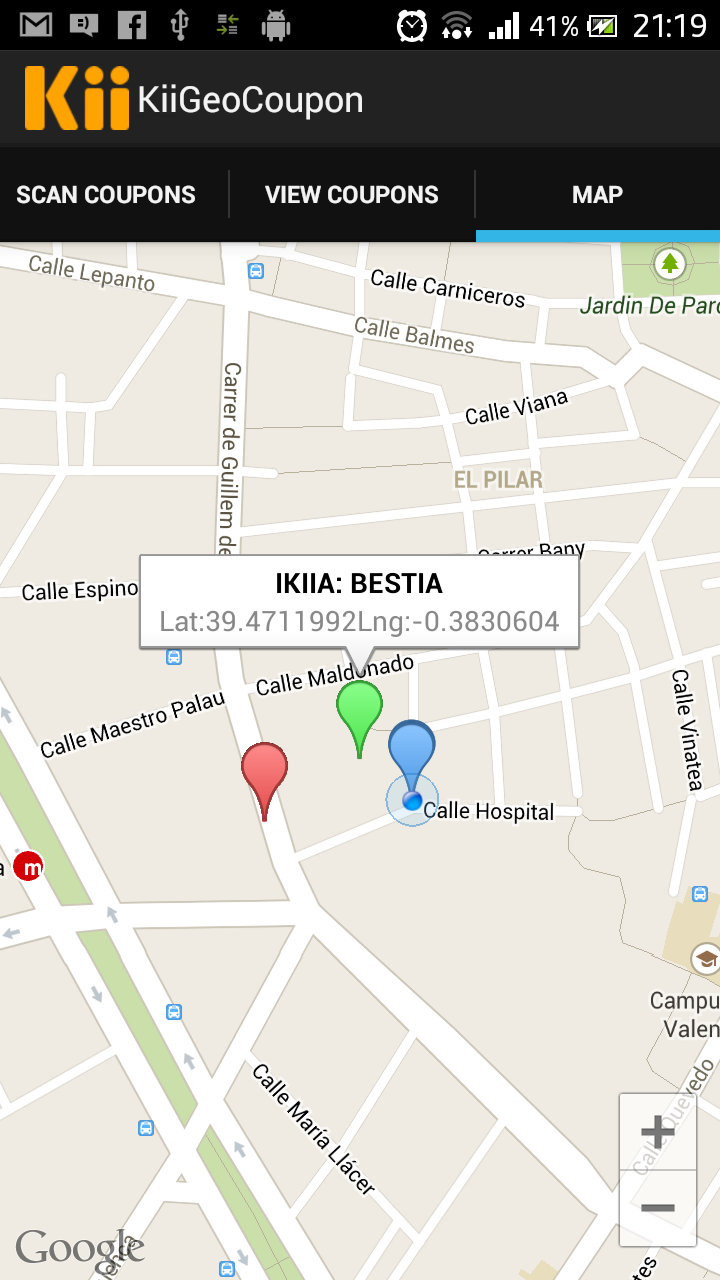 41% 21:19
Kii KiiGeoCoupon
SCAN COUPONS VIEW COUPONS MAP
Calle Lepanto
Calle Carniceros
Jardin De Parc
Calle Balmes
Carrer de Guillem de
Calle Viana
EL PILAR
Carrer Bany
Calle Espino
IKIIA: BESTIA
Lat:39.4711992Lng:-0.3830604
Calle Maldonado
Calle Maestro Palau
Calle Vinatea
Calle Hospital
a
m
Campu
Valen
Calle Quevedo
Calle María Llácer
+
−
Google